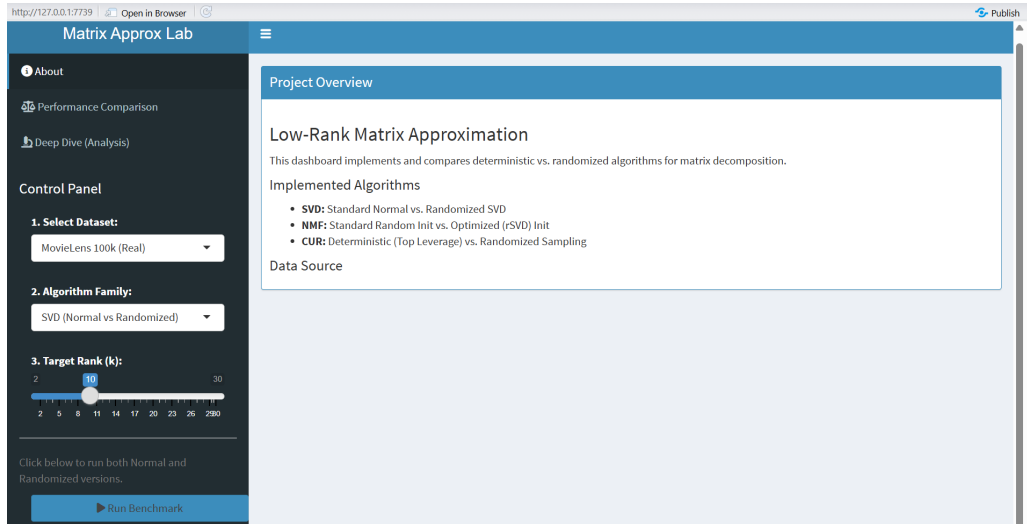 http://127.0.0.1:7739 Open in Browser Publish
Matrix Approx Lab
About
Performance Comparison
Deep Dive (Analysis)
Control Panel
1. Select Dataset:
MovieLens 100k (Real)
2. Algorithm Family:
SVD (Normal vs Randomized)
3. Target Rank (k):
2 10 30
2 5 8 11 14 17 20 23 26 2930
Click below to run both Normal and
Randomized versions.
Run Benchmark
Project Overview
Low-Rank Matrix Approximation
This dashboard implements and compares deterministic vs. randomized algorithms for matrix decomposition.
Implemented Algorithms
• SVD: Standard Normal vs. Randomized SVD
• NMF: Standard Random Init vs. Optimized (rSVD) Init
• CUR: Deterministic (Top Leverage) vs. Randomized Sampling
Data Source